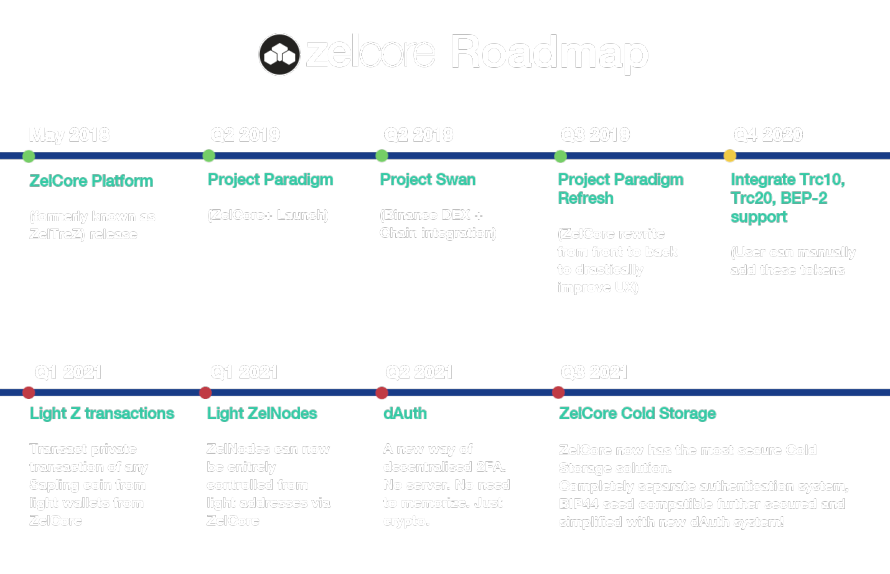 zelcore Roadmap
May 2019
Q2 2019
Q2 2019
Q3 2019
Q4 2020
ZelCore Platform
(formerly known as
ZelTreZ) release
Project Paradigm
(ZelCore+ Launch)
Project Swan
(Binance DEX +
Chain integration)
Project Paradigm
Refresh
(ZelCore rewrite
from front to back
to drastically
improve UX)
Integrate Trc10,
Trc20, BEP-2
support
(User can manually
add these tokens
Q1 2021
Q1 2021
Q2 2021
Q3 2021
Light Z transactions
Transact private
transaction of any
Sapling coin from
light wallets from
ZelCore
Light ZelNodes
ZelNodes can now
be entirely
controlled from
light addresses via
ZelCore
dAuth
A new way of
decentralised 2FA.
No server. No need
to memorize. Just
crypto.
ZelCore Cold Storage
ZelCore now has the most secure Cold
Storage solution.
Completely separate authentication system,
BIP44 seed compatible further secured and
simplified with new dAuth system!